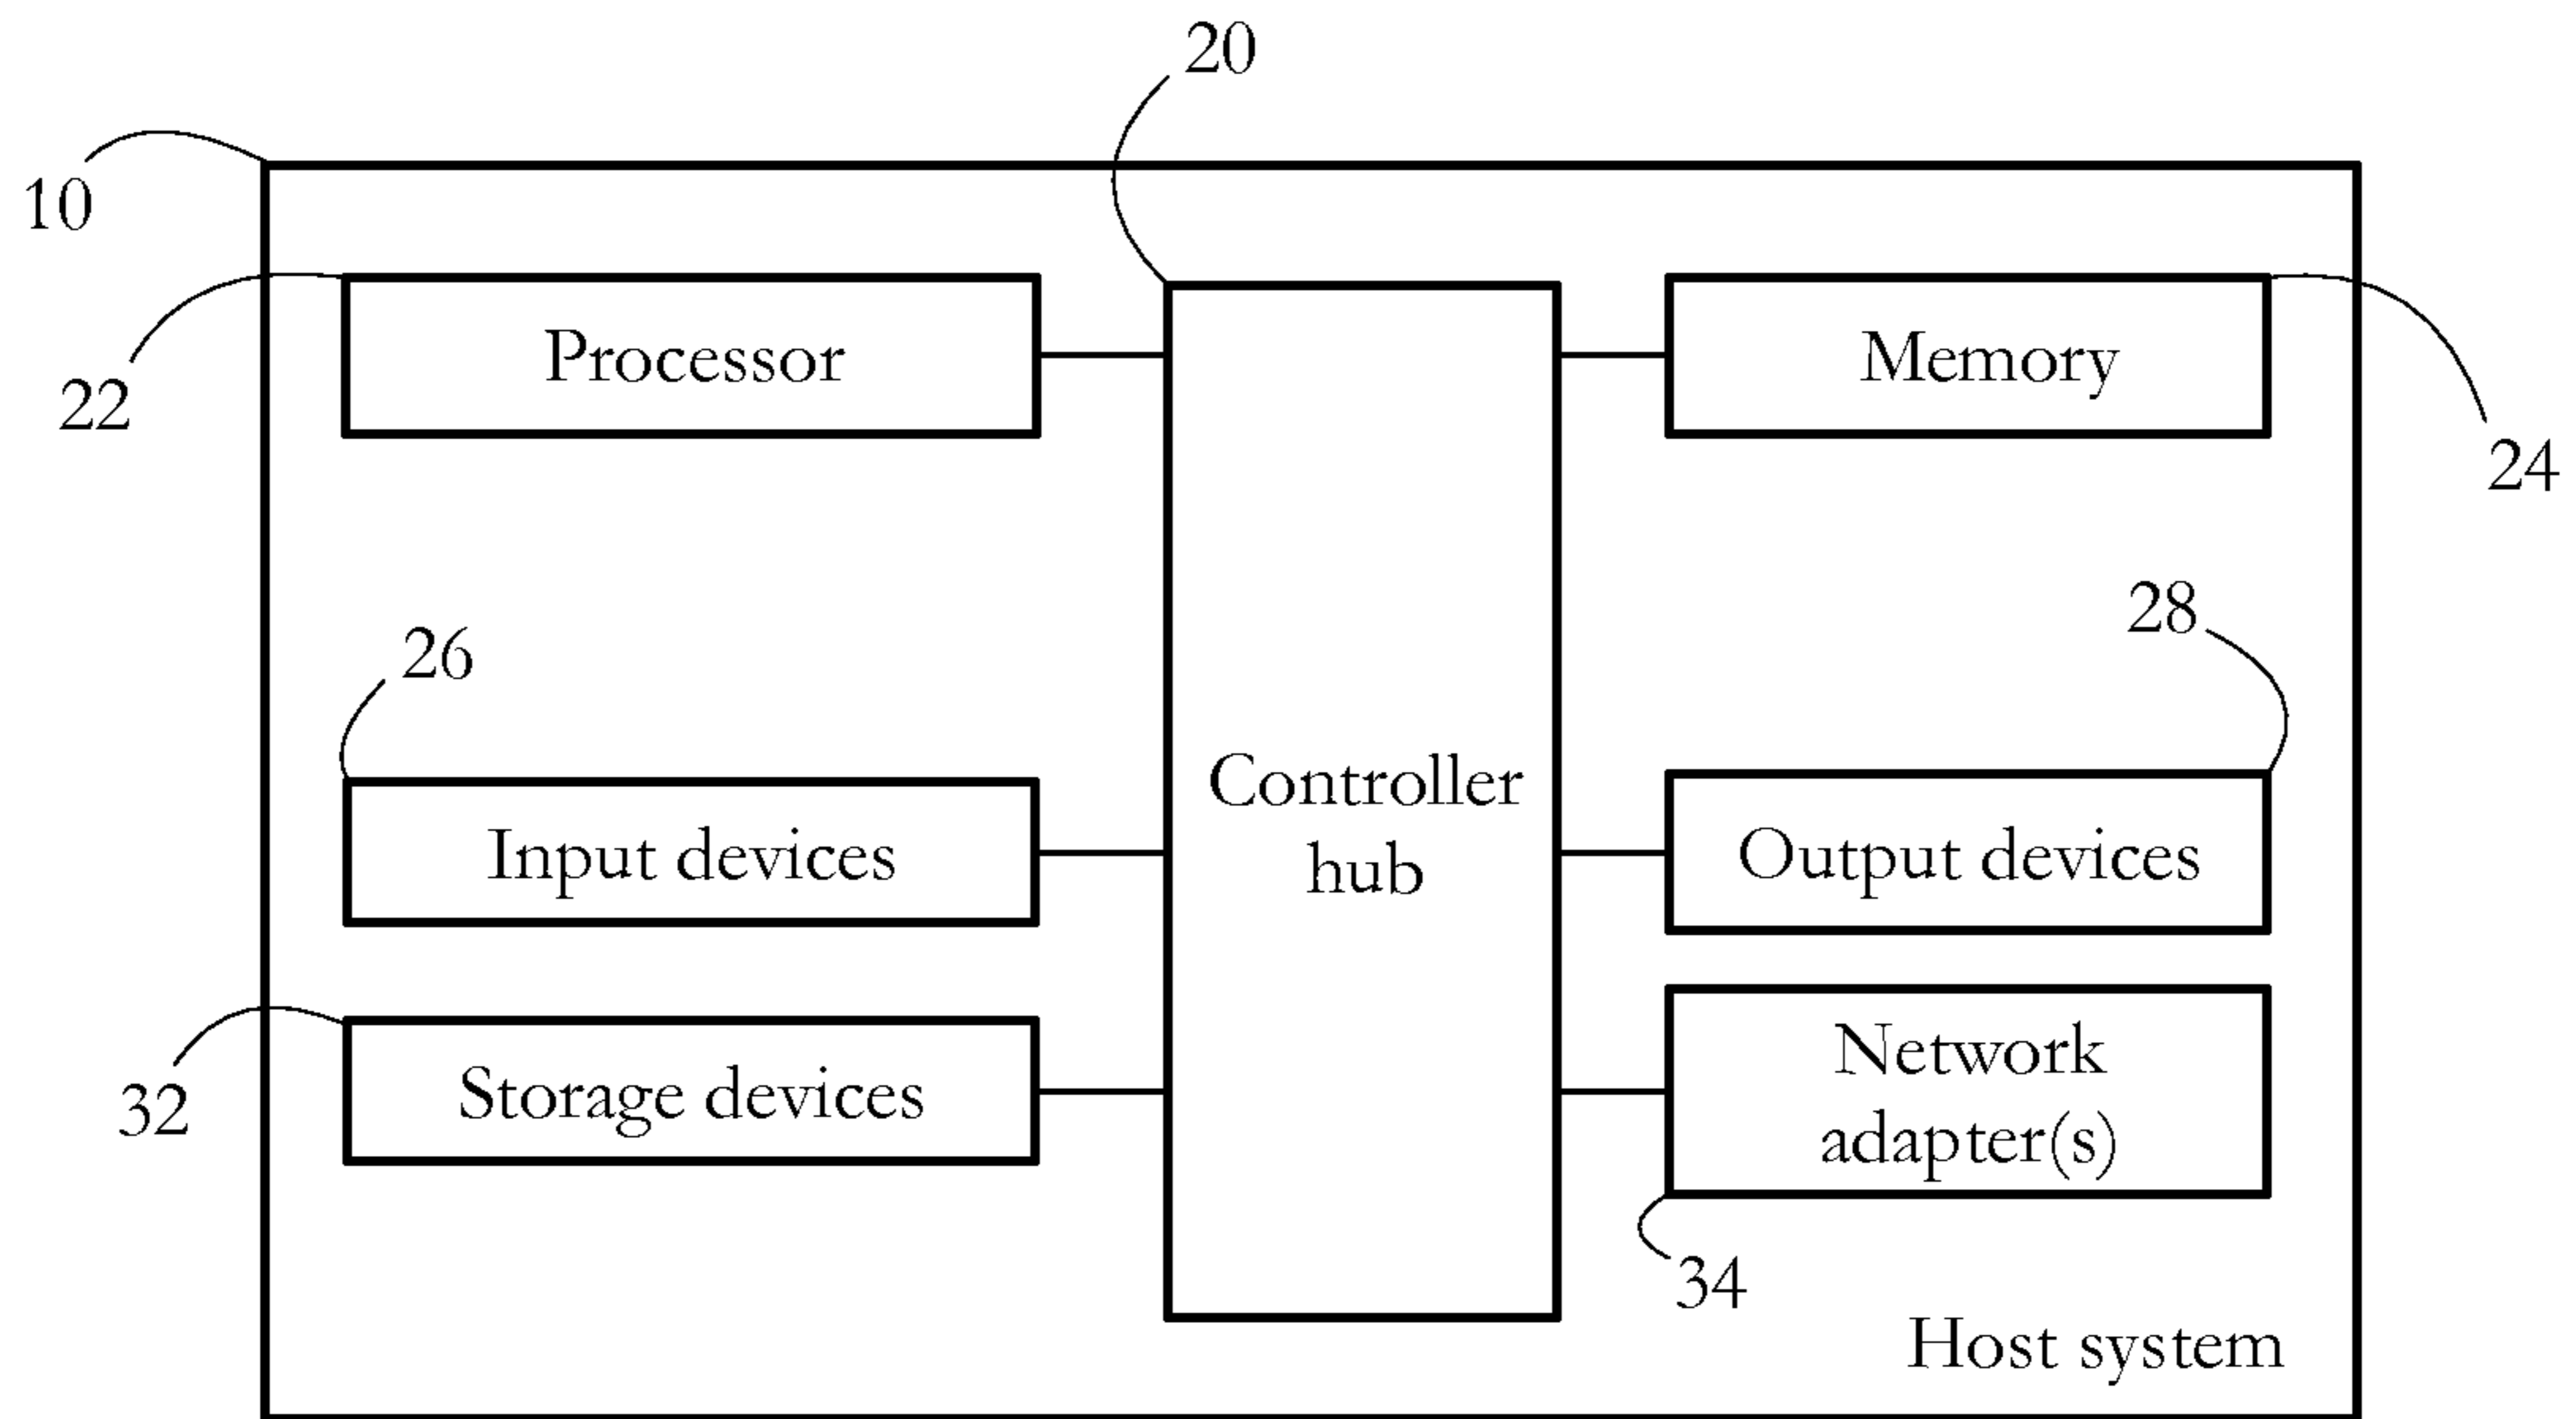 20
10
Processor
Memory
22
24
28
26
Controller
hub
Input devices
Output devices
Network
adapter(s)
Storage devices
32
34
Host system